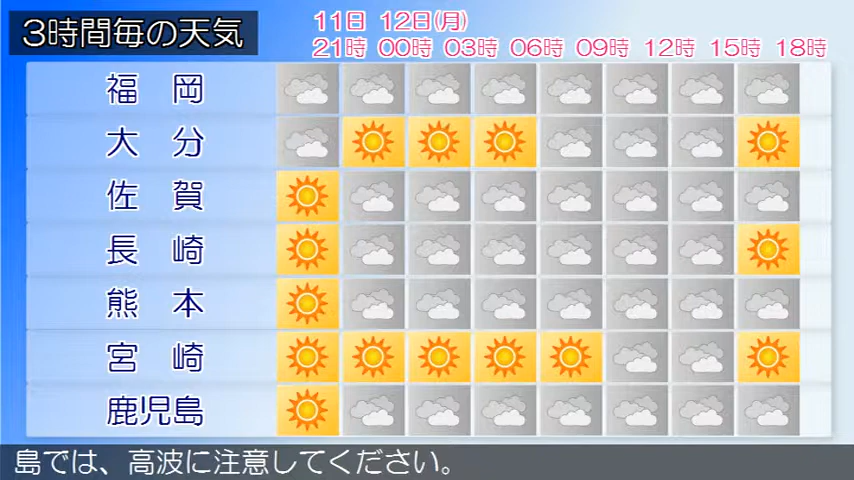 3時間毎の天気
11日 12日(月)
21時 00時 03時 06時 09時 12時 15時 18時
福 岡
大 分
佐 賀
長 崎
熊 本
宮 崎
鹿児島
島では、高波に注意してください。